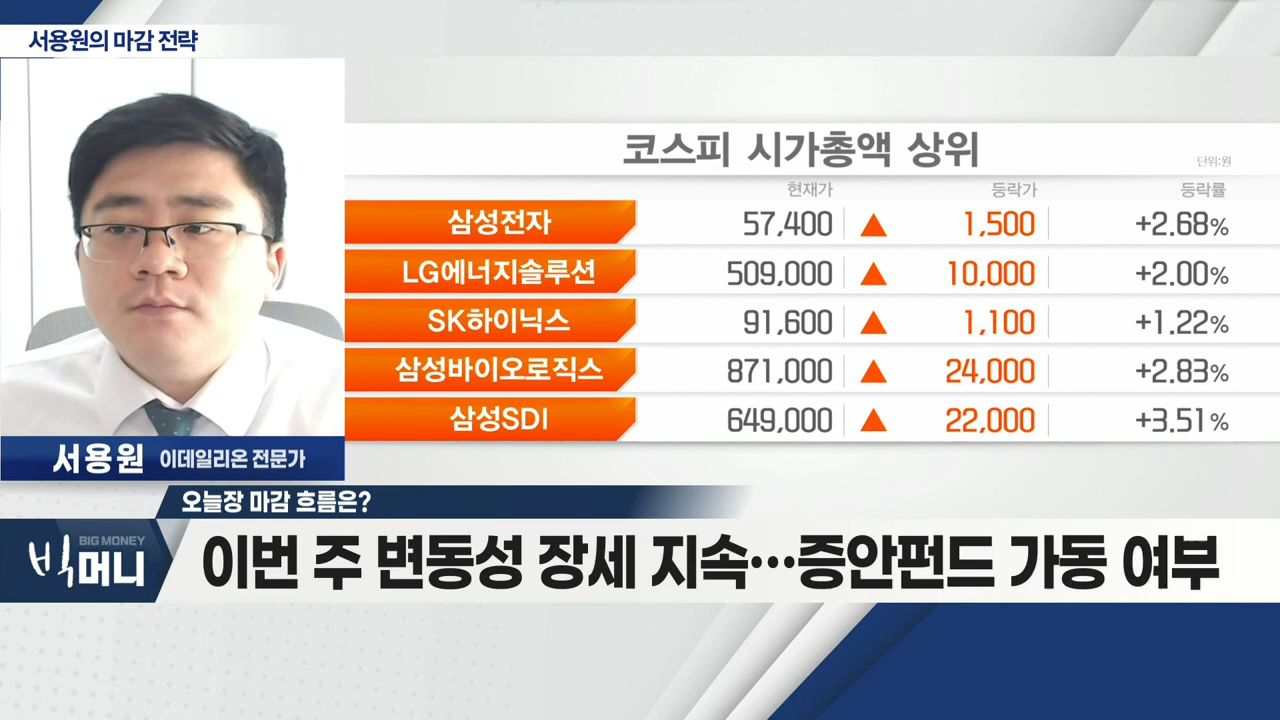 서용원의 마감 전략
코스피 시가총액 상위
단위:원
현재가 등락가 등락률
삼성전자 57,400 ▲ 1,500 +2.68%
LG에너지솔루션 509,000 ▲ 10,000 +2.00%
SK하이닉스 91,600 ▲ 1,100 +1.22%
삼성바이오로직스 871,000 ▲ 24,000 +2.83%
삼성SDI 649,000 ▲ 22,000 +3.51%
서용원 이데일리온 전문가
오늘장 마감 흐름은?
BIG MONEY
빅머니
이번 주 변동성 장세 지속…증안펀드 가동 여부